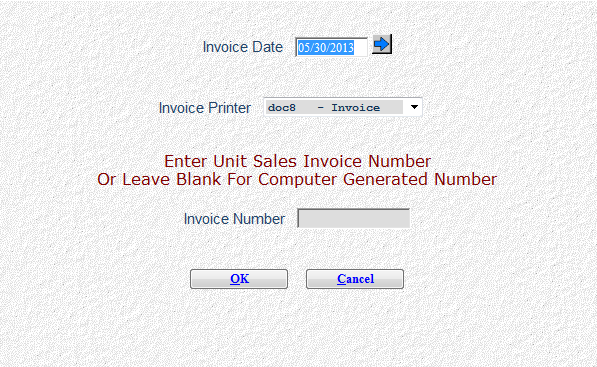 Invoice Date 05/30/2013
Invoice Printer doc8 - Invoice
Enter Unit Sales Invoice Number
Or Leave Blank For Computer Generated Number
Invoice Number
OK Cancel